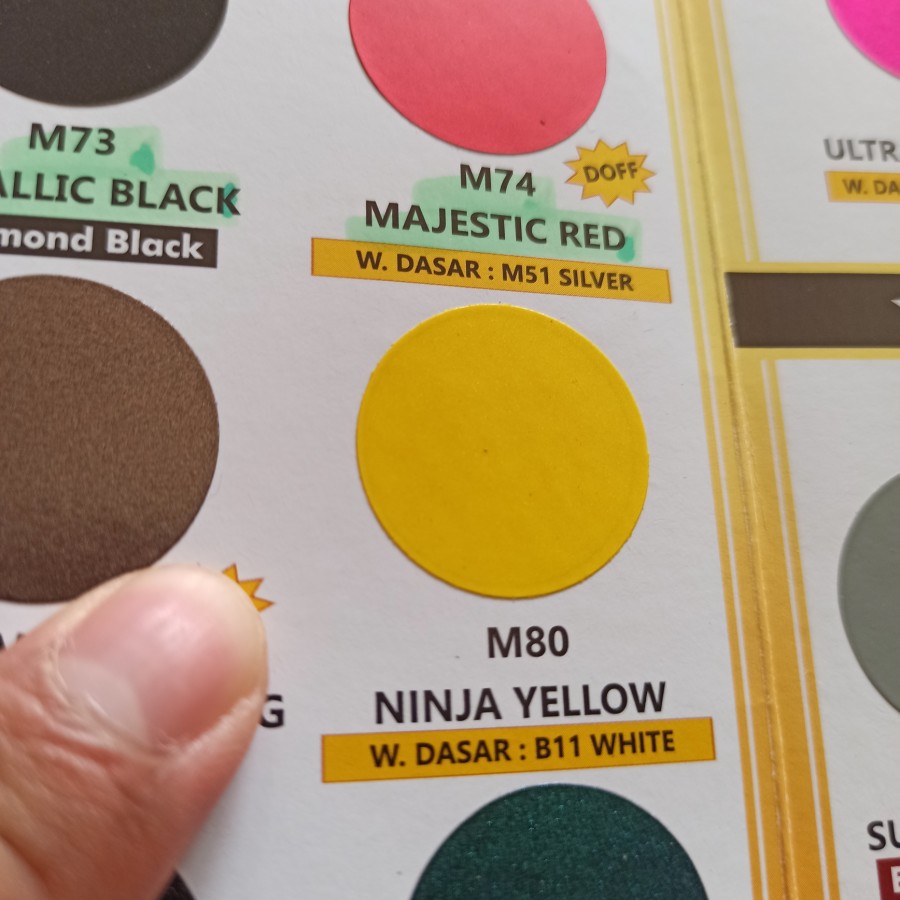 M73
ALLIC BLACK
mond Black
M74
DOFF
MAJESTIC RED
W. DASAR : M51 SILVER
ULTR
W. DA
M80
NINJA YELLOW
W. DASAR : B11 WHITE
G
SU